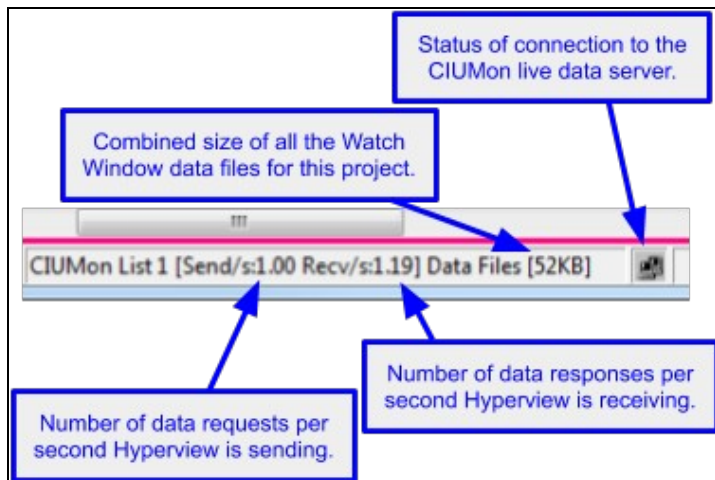 Status of connection to the
CIUMon live data server.
Combined size of all the Watch
Window data files for this project.
CIUMon List 1 [Send/s:1.00 Recv/s:1.19] Data Files [52KB]
Number of data responses per
second Hyperview is receiving.
Number of data requests per
second Hyperview is sending.